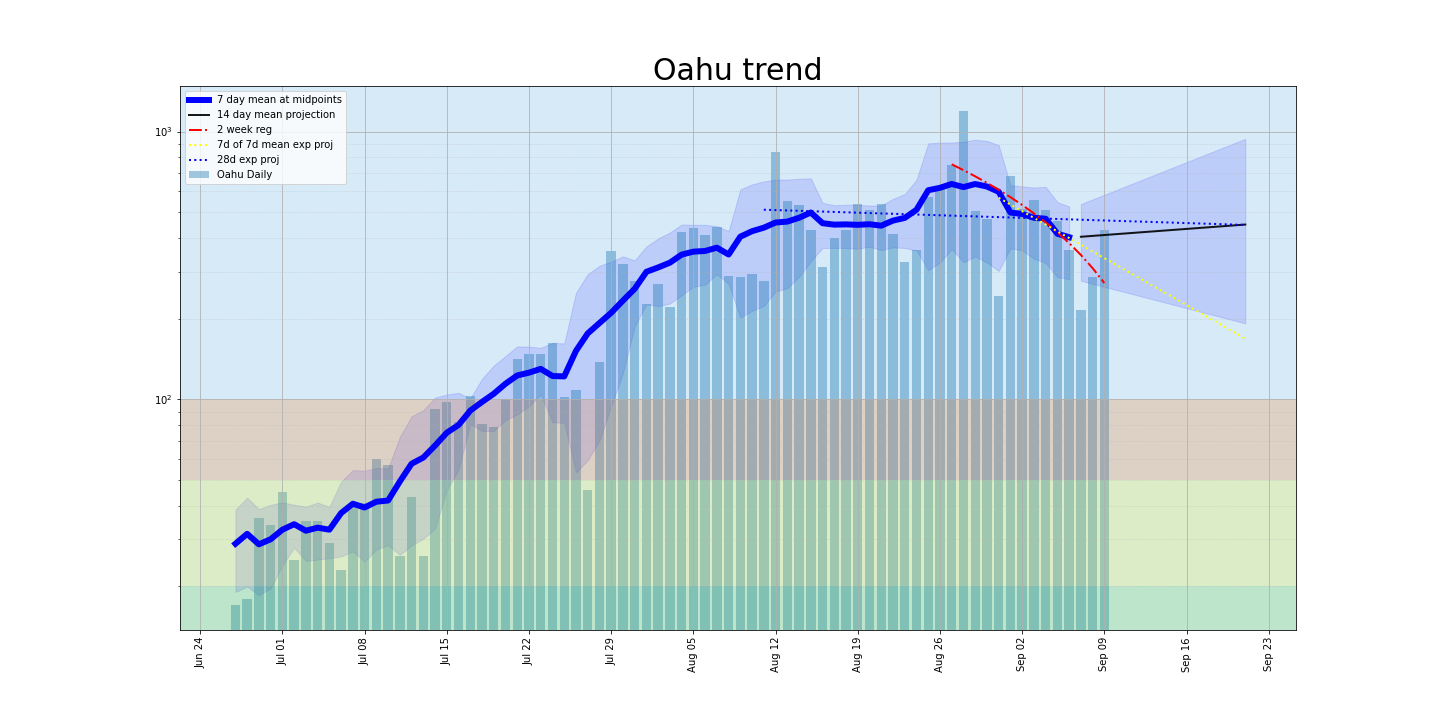 Oahu trend
7 day mean at midpoints
14 day mean projection
2 week reg
7d of 7d mean exp proj
28d exp proj
Oahu Daily
10³
10²
Jun 24
Jul 01
Jul 08
Jul 15
Jul 22
Jul 29
Aug 05
Aug 12
Aug 19
Aug 26
Sep 02
Sep 09
Sep 16
Sep 23